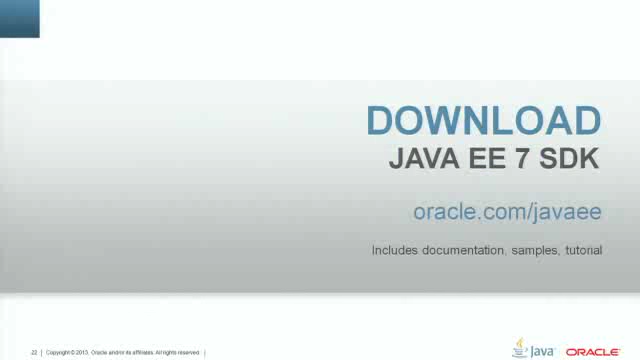 DOWNLOAD
JAVA EE 7 SDK
oracle.com/javaee
Includes documentation, samples, tutorial
22 | Copyright © 2013, Oracle and/or its affiliates. All rights reserved. |
Java
ORACLE